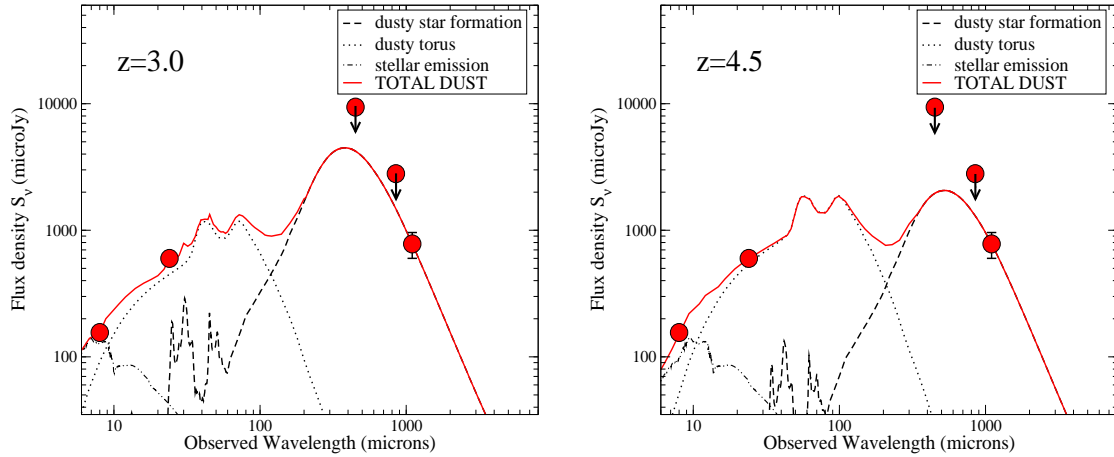 z=3.0
dusty star formation
dusty torus
stellar emission
TOTAL DUST
10000
1000
100
Flux density S_ν (microJy)
10
100
1000
Observed Wavelength (microns)
z=4.5
dusty star formation
dusty torus
stellar emission
TOTAL DUST
10000
1000
100
Flux density S_ν (microJy)
10
100
1000
Observed Wavelength (microns)